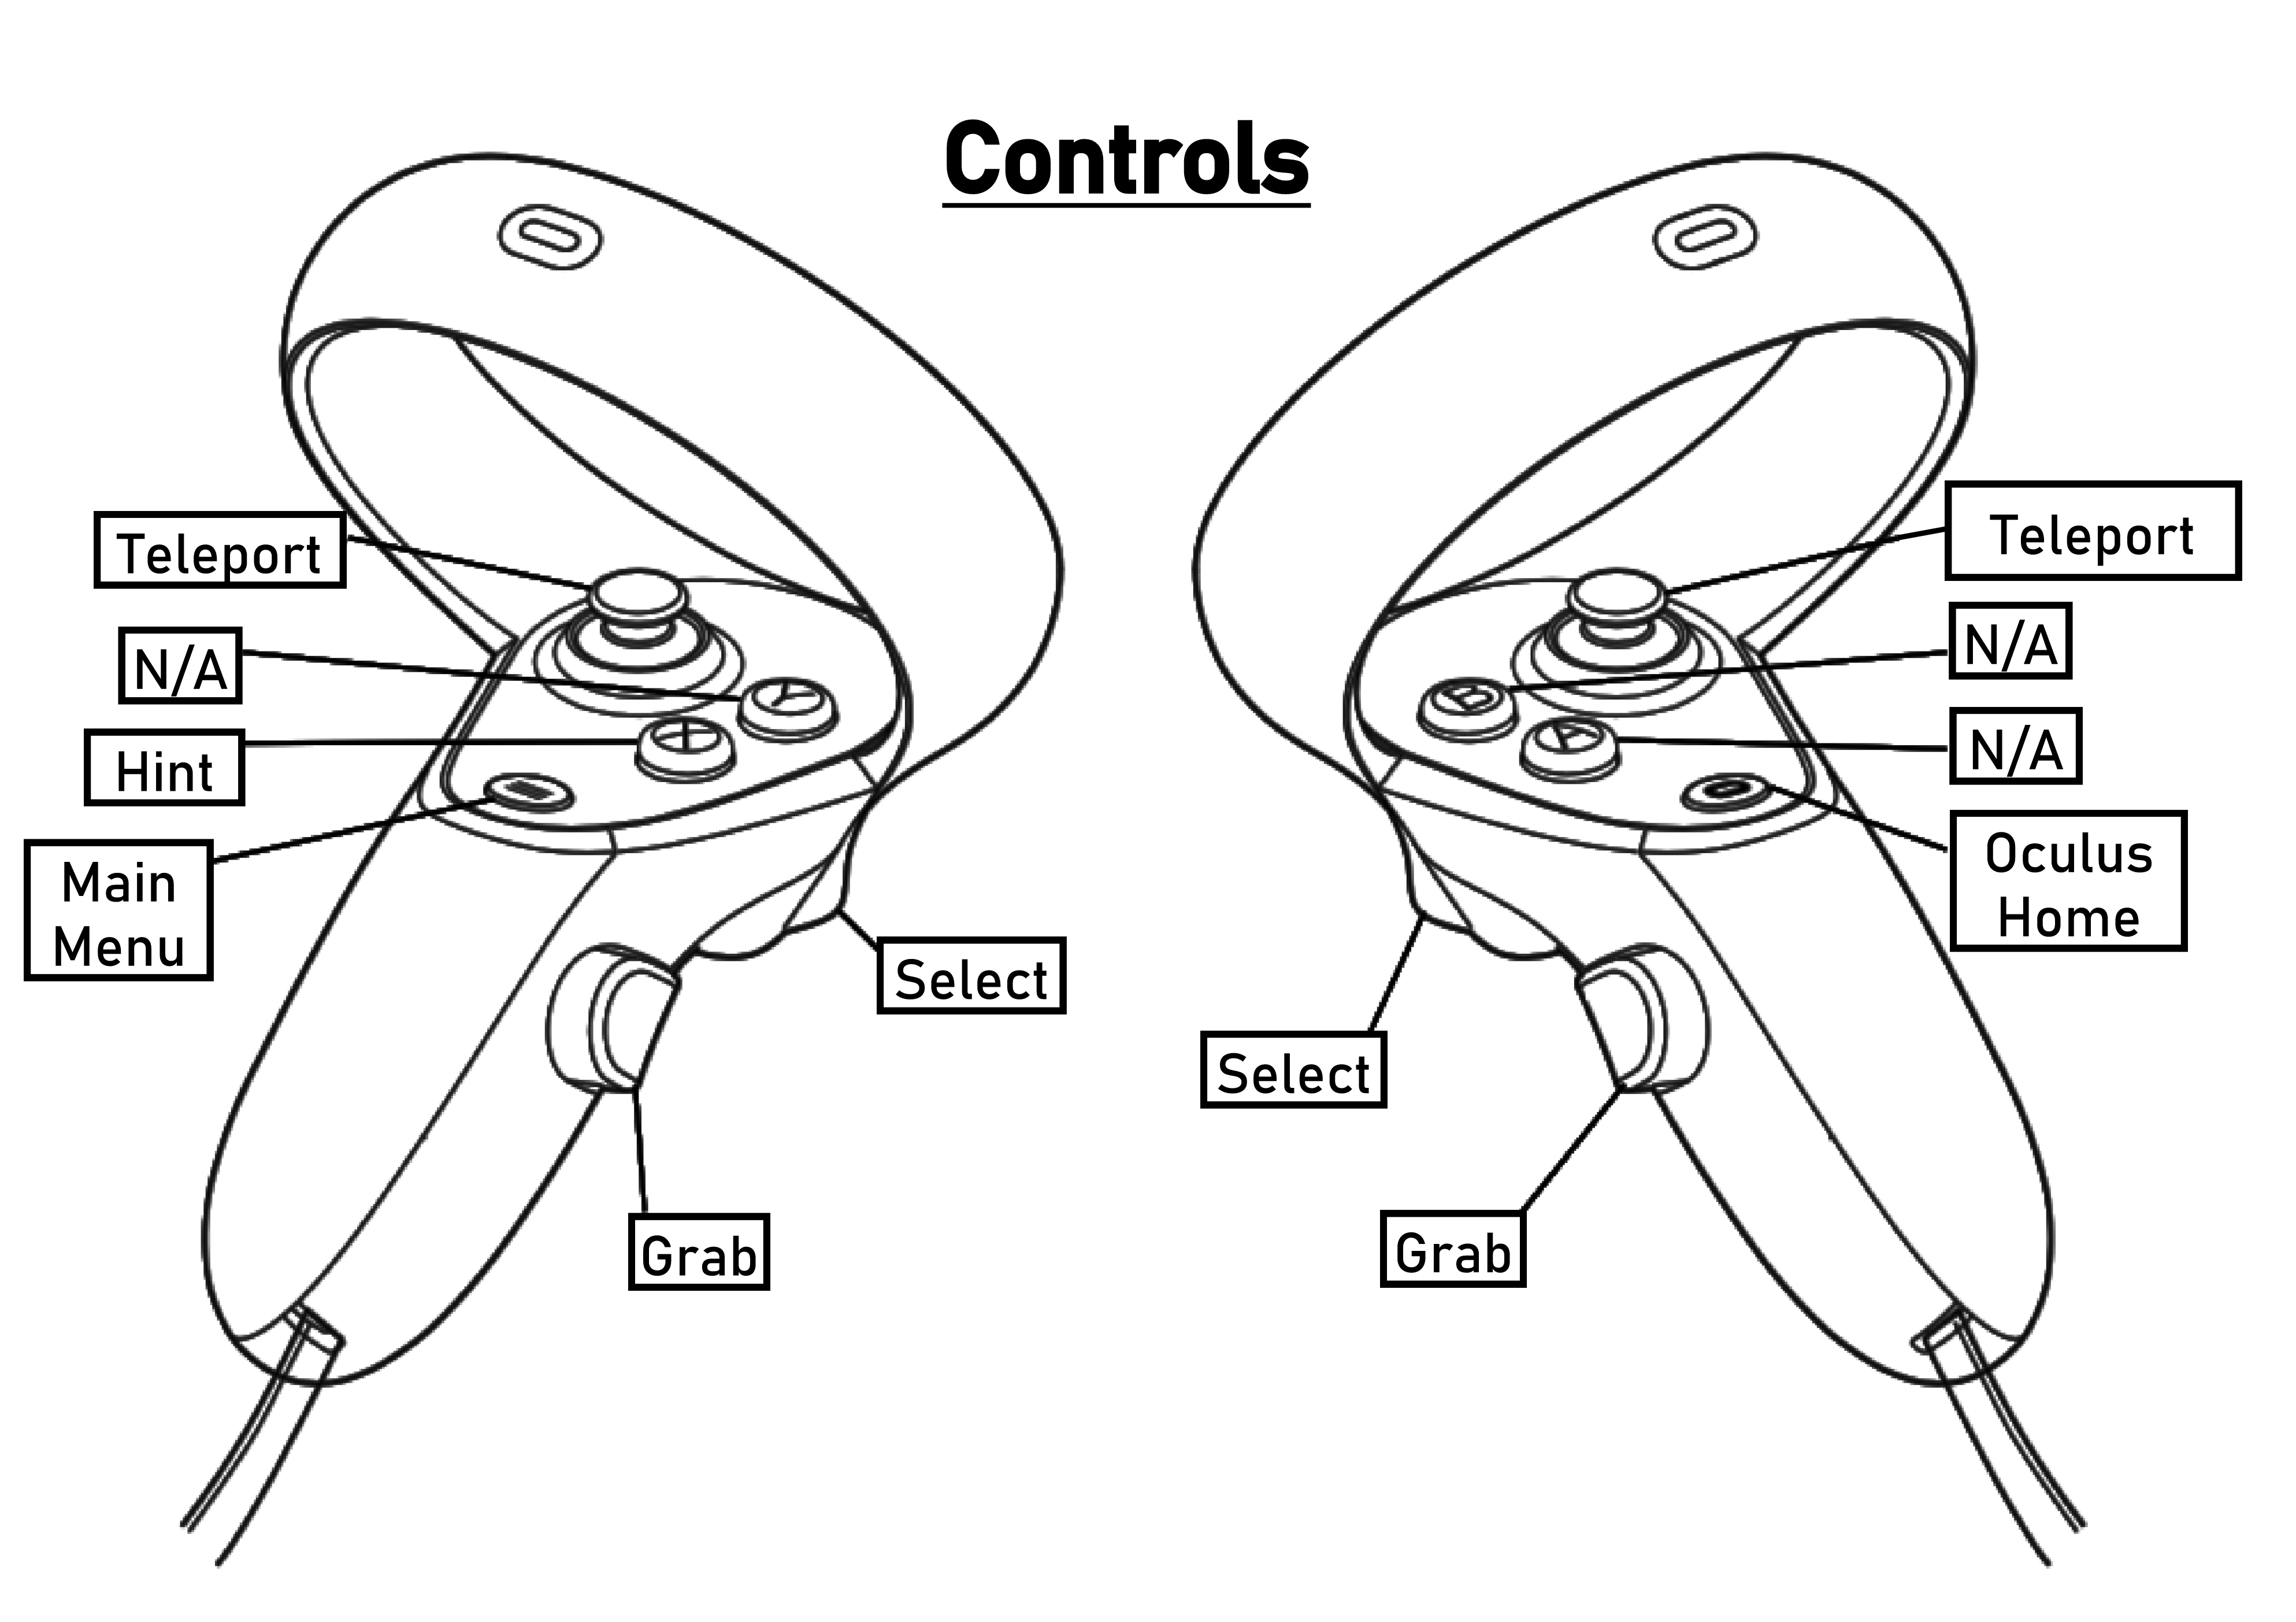 Controls
Teleport
N/A
Hint
Main
Menu
Select
Grab
Y
Teleport
N/A
N/A
Oculus
Home
Select
Grab
B
A